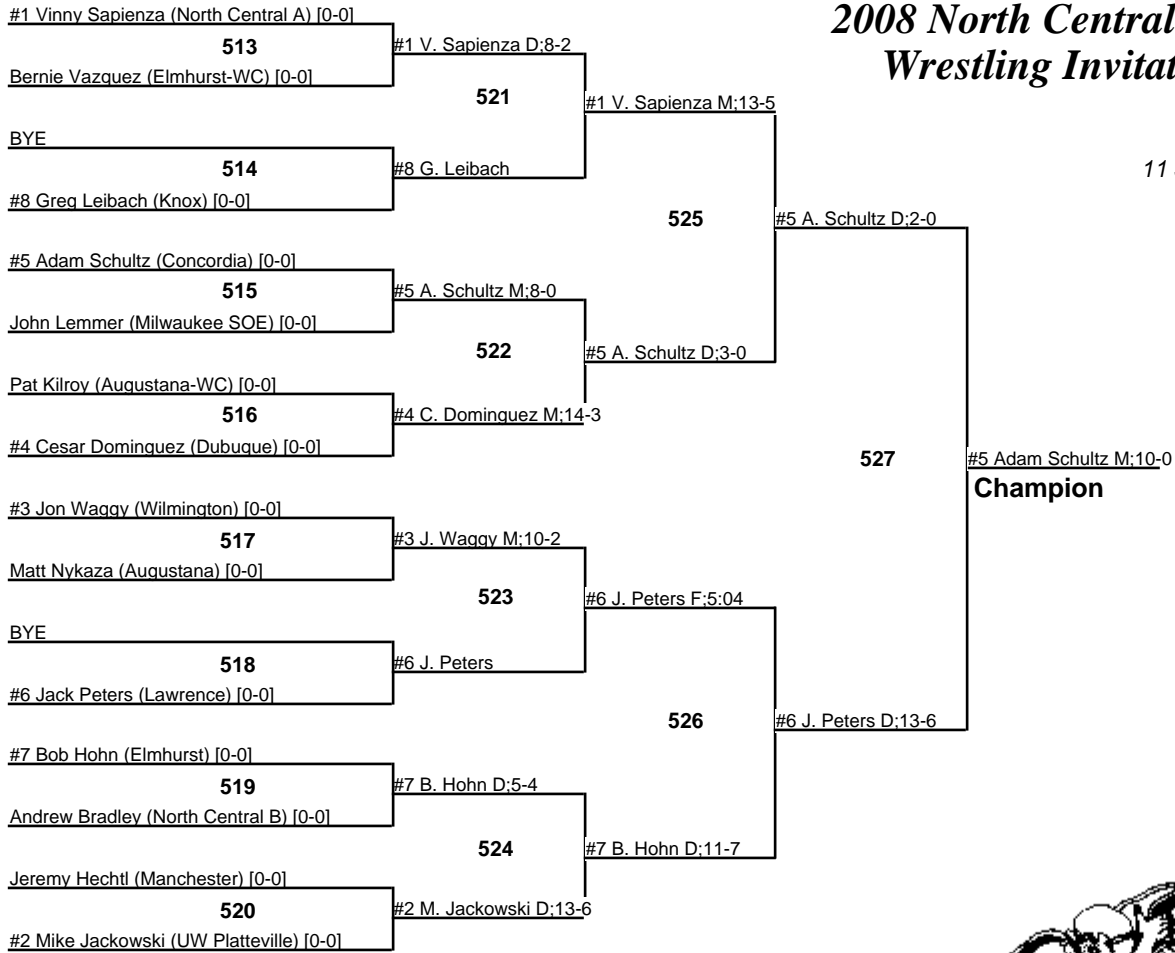 #1 Vinny Sapienza (North Central A) [0-0]
513
Bernie Vazquez (Elmhurst-WC) [0-0]
BYE
514
#8 Greg Leibach (Knox) [0-0]
#5 Adam Schultz (Concordia) [0-0]
515
John Lemmer (Milwaukee SOE) [0-0]
Pat Kilroy (Augustana-WC) [0-0]
516
#4 Cesar Dominguez (Dubuque) [0-0]
#3 Jon Waggy (Wilmington) [0-0]
517
Matt Nykaza (Augustana) [0-0]
BYE
518
#6 Jack Peters (Lawrence) [0-0]
#7 Bob Hohn (Elmhurst) [0-0]
519
Andrew Bradley (North Central B) [0-0]
Jeremy Hechtl (Manchester) [0-0]
520
#2 Mike Jackowski (UW Platteville) [0-0]
#1 V. Sapienza D;8-2
521
#8 G. Leibach
#5 A. Schultz M;8-0
522
#4 C. Dominguez M;14-3
#3 J. Waggy M;10-2
523
#6 J. Peters
#7 B. Hohn D;5-4
524
#2 M. Jackowski D;13-6
#1 V. Sapienza M;13-5
525
#5 A. Schultz D;3-0
#6 J. Peters F;5:04
526
#7 B. Hohn D;11-7
#5 A. Schultz D;2-0
527
#6 J. Peters D;13-6
#5 Adam Schultz M;10-0
Champion
2008 North Central
Wrestling Invitat
11